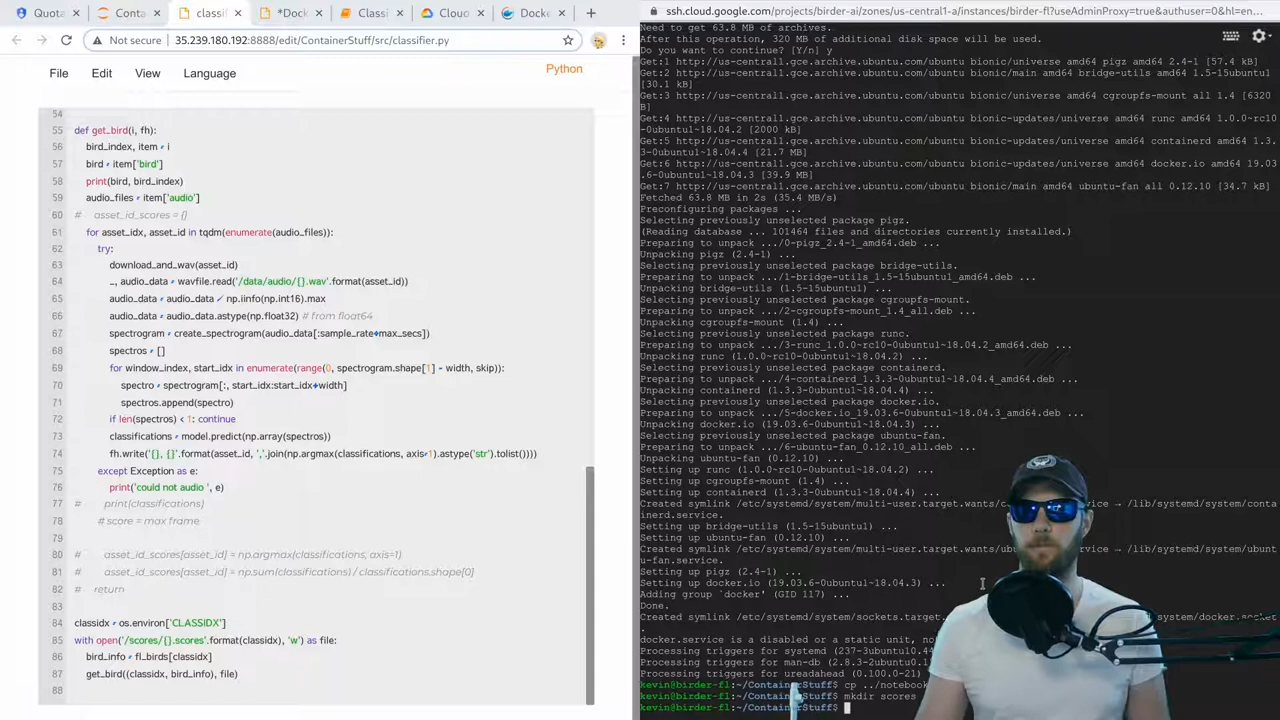 Quota
Conta
classif
*Dock
Classi
Cloud
Docke
Not secure
35.239.180.192:8888/edit/ContainerStuff/src/classifier.py
File Edit View Language
Python
54
55 def get_bird(i, fh):
56 bird_index, item = i
57 bird = item['bird']
58 print(bird, bird_index)
59 audio_files = item['audio']
60 # asset_id_scores = {}
61 for asset_idx, asset_id in tqdm(enumerate(audio_files)):
62 try:
63 download_and_wav(asset_id)
64 _, audio_data = wavfile.read('/data/audio/{}.wav'.format(asset_id))
65 audio_data = audio_data / np.iinfo(np.int16).max
66 audio_data = audio_data.astype(np.float32) # from float64
67 spectrogram = create_spectrogram(audio_data[:sample_rate*max_secs])
68 spectros = []
69 for window_index, start_idx in enumerate(range(0, spectrogram.shape[1] - width, skip)):
70 spectro = spectrogram[:, start_idx:start_idx+width]
71 spectros.append(spectro)
72 if len(spectros) < 1: continue
73 classifications = model.predict(np.array(spectros))
74 fh.write('{}, {}'.format(asset_id, ','.join(np.argmax(classifications, axis=1).astype('str').tolist())))
75 except Exception as e:
76 print('could not audio ', e)
77 # print(classifications)
78 # score = max frame
79
80 # asset_id_scores[asset_id] = np.argmax(classifications, axis=1)
81 # asset_id_scores[asset_id] = np.sum(classifications) / classifications.shape[0]
82 # return
83
84 classidx = os.environ['CLASSIDX']
85 with open('/scores/{}.scores'.format(classidx), 'w') as file:
86 bird_info = fl_birds[classidx]
87 get_bird((classidx, bird_info), file)
88
ssh.cloud.google.com/projects/birder-ai/zones/us-central1-a/instances/birder-fl?useAdminProxy=true&authuser=0&hl=en...
Need to get 63.8 MB of archives.
After this operation, 320 MB of additional disk space will be used.
Do you want to continue? [Y/n] y
Get:1 http://us-central1.gce.archive.ubuntu.com/ubuntu bionic/universe amd64 pigz amd64 2.4-1 [57.4 kB]
Get:2 http://us-central1.gce.archive.ubuntu.com/ubuntu bionic/main amd64 bridge-utils amd64 1.5-15ubuntu1
[30.1 kB]
Get:3 http://us-central1.gce.archive.ubuntu.com/ubuntu bionic/universe amd64 cgroupfs-mount all 1.4 [6320
B]
Get:4 http://us-central1.gce.archive.ubuntu.com/ubuntu bionic-updates/universe amd64 runc amd64 1.0.0~rc10
-0ubuntu1~18.04.2 [2000 kB]
Get:5 http://us-central1.gce.archive.ubuntu.com/ubuntu bionic-updates/universe amd64 containerd amd64 1.3.
3-0ubuntu1~18.04.4 [21.7 MB]
Get:6 http://us-central1.gce.archive.ubuntu.com/ubuntu bionic-updates/universe amd64 docker.io amd64 19.03
.6-0ubuntu1~18.04.3 [39.9 MB]
Get:7 http://us-central1.gce.archive.ubuntu.com/ubuntu bionic/main amd64 ubuntu-fan all 0.12.10 [34.7 kB]
Fetched 63.8 MB in 2s (35.4 MB/s)
Preconfiguring packages ...
Selecting previously unselected package pigz.
(Reading database ... 101464 files and directories currently installed.)
Preparing to unpack .../0-pigz_2.4-1_amd64.deb ...
Unpacking pigz (2.4-1) ...
Selecting previously unselected package bridge-utils.
Preparing to unpack .../1-bridge-utils_1.5-15ubuntu1_amd64.deb ...
Unpacking bridge-utils (1.5-15ubuntu1) ...
Selecting previously unselected package cgroupfs-mount.
Preparing to unpack .../2-cgroupfs-mount_1.4_all.deb ...
Unpacking cgroupfs-mount (1.4) ...
Selecting previously unselected package runc.
Preparing to unpack .../3-runc_1.0.0~rc10-0ubuntu1~18.04.2_amd64.deb ...
Unpacking runc (1.0.0~rc10-0ubuntu1~18.04.2) ...
Selecting previously unselected package containerd.
Preparing to unpack .../4-containerd_1.3.3-0ubuntu1~18.04.4_amd64.deb ...
Unpacking containerd (1.3.3-0ubuntu1~18.04.4) ...
Selecting previously unselected package docker.io.
Preparing to unpack .../5-docker.io_19.03.6-0ubuntu1~18.04.3_amd64.deb ...
Unpacking docker.io (19.03.6-0ubuntu1~18.04.3) ...
Selecting previously unselected package ubuntu-fan.
Preparing to unpack .../6-ubuntu-fan_0.12.10_all.deb ...
Unpacking ubuntu-fan (0.12.10) ...
Setting up runc (1.0.0~rc10-0ubuntu1~18.04.2) ...
Setting up cgroupfs-mount (1.4) ...
Setting up containerd (1.3.3-0ubuntu1~18.04.4) ...
Created symlink /etc/systemd/system/multi-user.target.wants/ service → /lib/systemd/system/conta
inerd.service.
Setting up bridge-utils (1.5-15ubuntu1) ...
Setting up ubuntu-fan (0.12.10) ...
Created symlink /etc/systemd/system/multi-user.target.wants/ub service → /lib/systemd/system/ubunt
u-fan.service.
Setting up pigz (2.4-1) ...
Setting up docker.io (19.03.6-0ubuntu1~18.04.3) ...
Adding group `docker' (GID 117) ...
Done.
Created symlink /etc/systemd/system/sockets.target. /system/docker.socket
.
docker.service is a disabled or a static unit, no
Processing triggers for systemd (237-3ubuntu10.44
Processing triggers for man-db (2.8.3-2ubuntu0.1
Processing triggers for ureadahead (0.100.0-21)
kevin@birder-fl:~/ContainerStuff$ cp ../notebook
kevin@birder-fl:~/ContainerStuff$ mkdir scores
kevin@birder-fl:~/ContainerStuff$